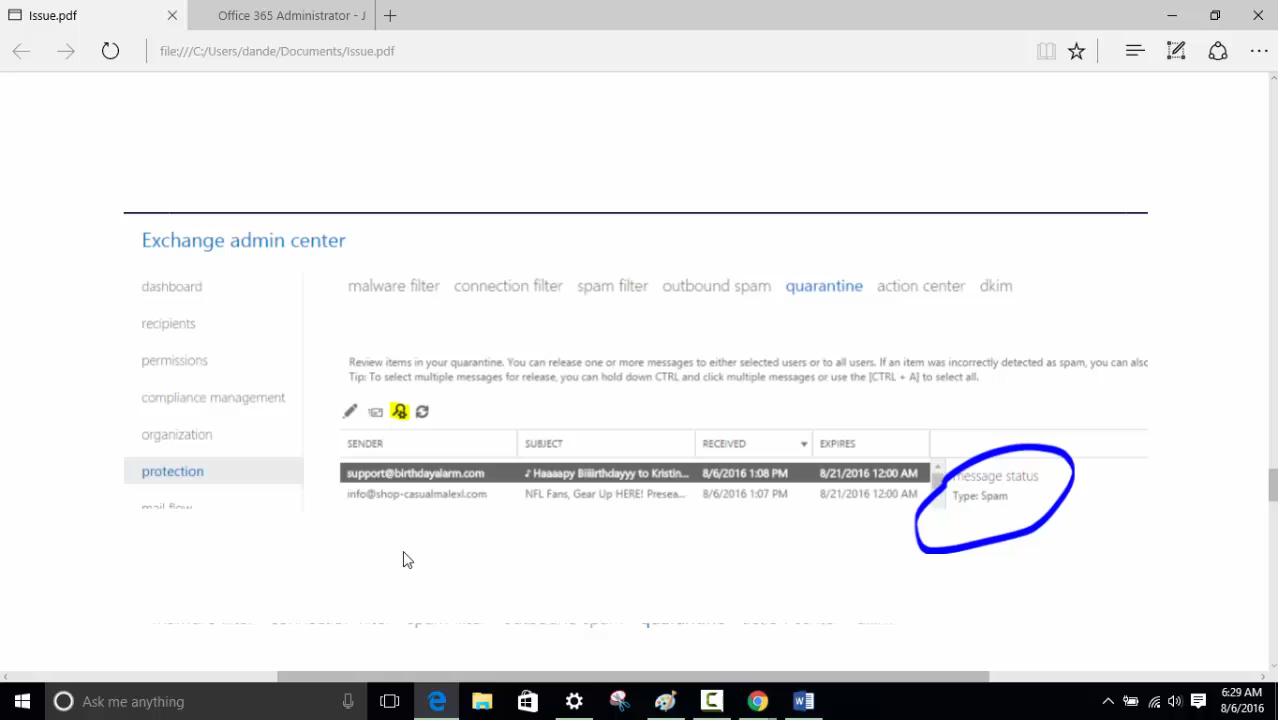 Issue.pdf
Office 365 Administrator - J
file:///C:/Users/dande/Documents/Issue.pdf
Exchange admin center
dashboard
recipients
permissions
compliance management
organization
protection
mail flow
malware filter connection filter spam filter outbound spam quarantine action center dkim
Review items in your quarantine. You can release one or more messages to either selected users or to all users. If an item was incorrectly detected as spam, you can also
Tip: To select multiple messages for release, you can hold down CTRL and click multiple messages or use the [CTRL + A] to select all.
SENDER SUBJECT RECEIVED EXPIRES
support@birthdayalarm.com ♪ Haaaapy Biiiirthdayyy to Kristin... 8/6/2016 1:08 PM 8/21/2016 12:00 AM
info@shop-casualmalexl.com NFL Fans, Gear Up HERE! Presea... 8/6/2016 1:07 PM 8/21/2016 12:00 AM
message status
Type: Spam
Ask me anything
6:29 AM
8/6/2016